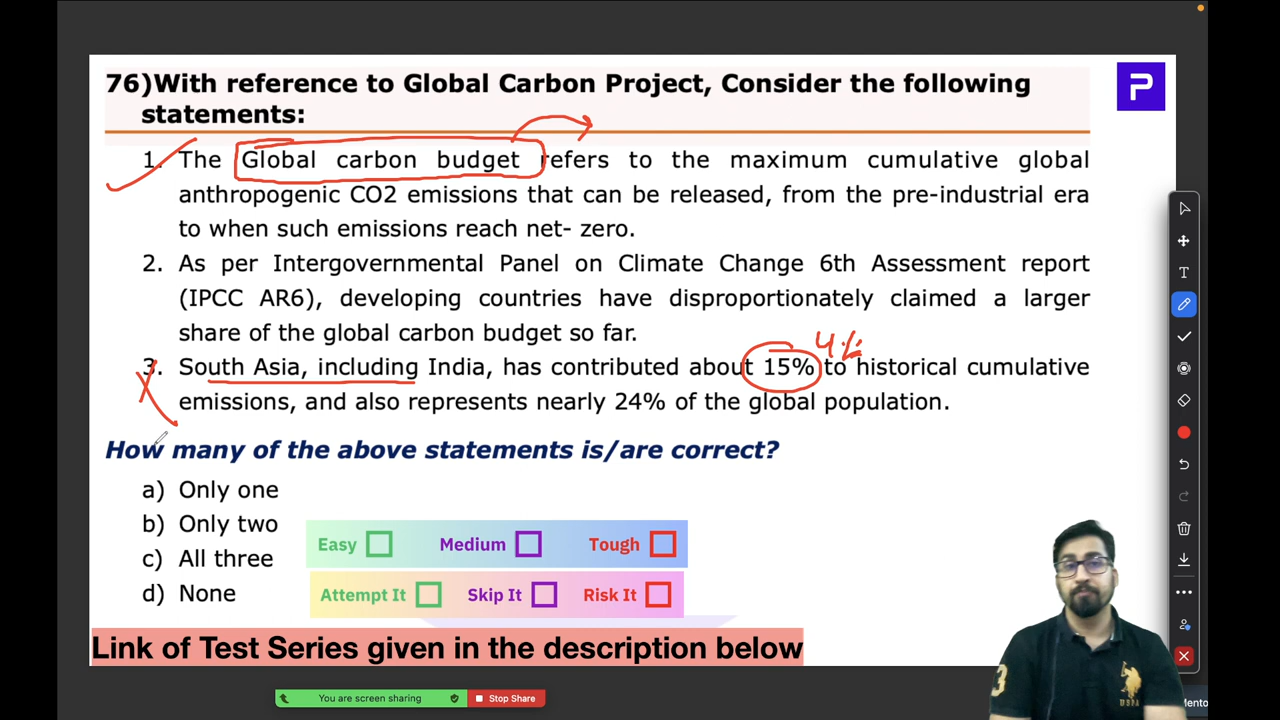 76)With reference to Global Carbon Project, Consider the following
statements:
1. The Global carbon budget refers to the maximum cumulative global
anthropogenic CO2 emissions that can be released, from the pre-industrial era
to when such emissions reach net- zero.
2. As per Intergovernmental Panel on Climate Change 6th Assessment report
(IPCC AR6), developing countries have disproportionately claimed a larger
share of the global carbon budget so far.
4%
3. South Asia, including India, has contributed about 15% to historical cumulative
emissions, and also represents nearly 24% of the global population.
How many of the above statements is/are correct?
a) Only one
b) Only two
c) All three
d) None
Easy Medium Tough
Attempt It Skip It Risk It
Link of Test Series given in the description below
You are screen sharing Stop Share
P
T
3